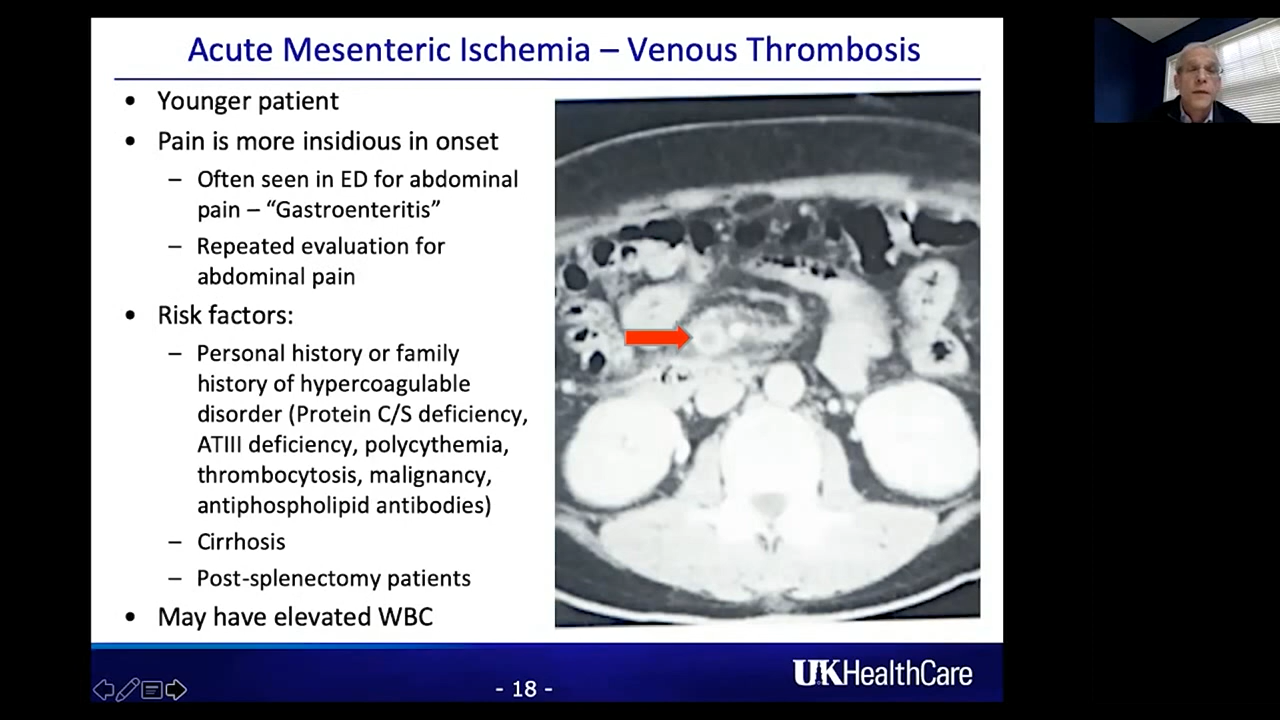 Acute Mesenteric Ischemia – Venous Thrombosis
• Younger patient
• Pain is more insidious in onset
– Often seen in ED for abdominal
pain – “Gastroenteritis”
– Repeated evaluation for
abdominal pain
• Risk factors:
– Personal history or family
history of hypercoagulable
disorder (Protein C/S deficiency,
ATIII deficiency, polycythemia,
thrombocytosis, malignancy,
antiphospholipid antibodies)
– Cirrhosis
– Post-splenectomy patients
• May have elevated WBC
- 18 -
UKHealthCare